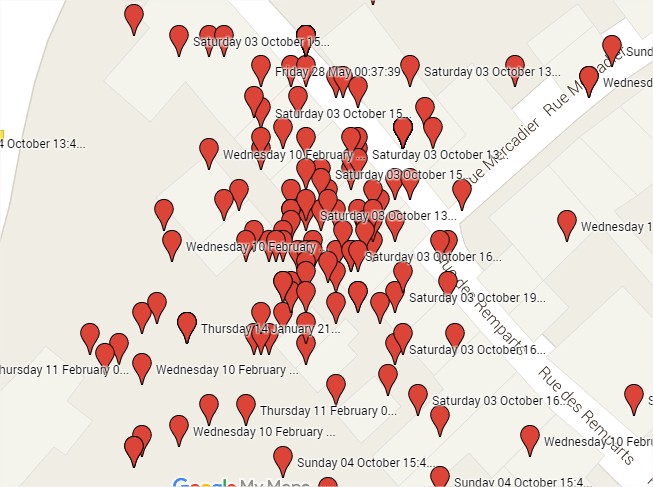 Saturday 03 October 15...
Sund
Rue Mercadier
Friday 28 May 00:37:39
Saturday 03 October 13...
Wednesd
Saturday 03 October 15...
4 October 13:4...
Wednesday 10 February ...
Saturday 03 October 13...
Rue Mercadier
Saturday 03 October 15...
Saturday 03 October 13...
Wednesday 1
Wednesday 10 February ...
Saturday 03 October 16...
Rue des Remparts
Saturday 03 October 19...
Thursday 14 January 21...
Saturday 03 October 16...
hursday 11 February 0...
Wednesday 10 February ...
Rue des Remparts
Saturday 03 October 16...
S
Thursday 11 February 0...
Wednesday 10 February ...
Wednesday 10 Febru
Sunday 04 October 15:4...
Google My Maps
Sunday 04 October 15:4...